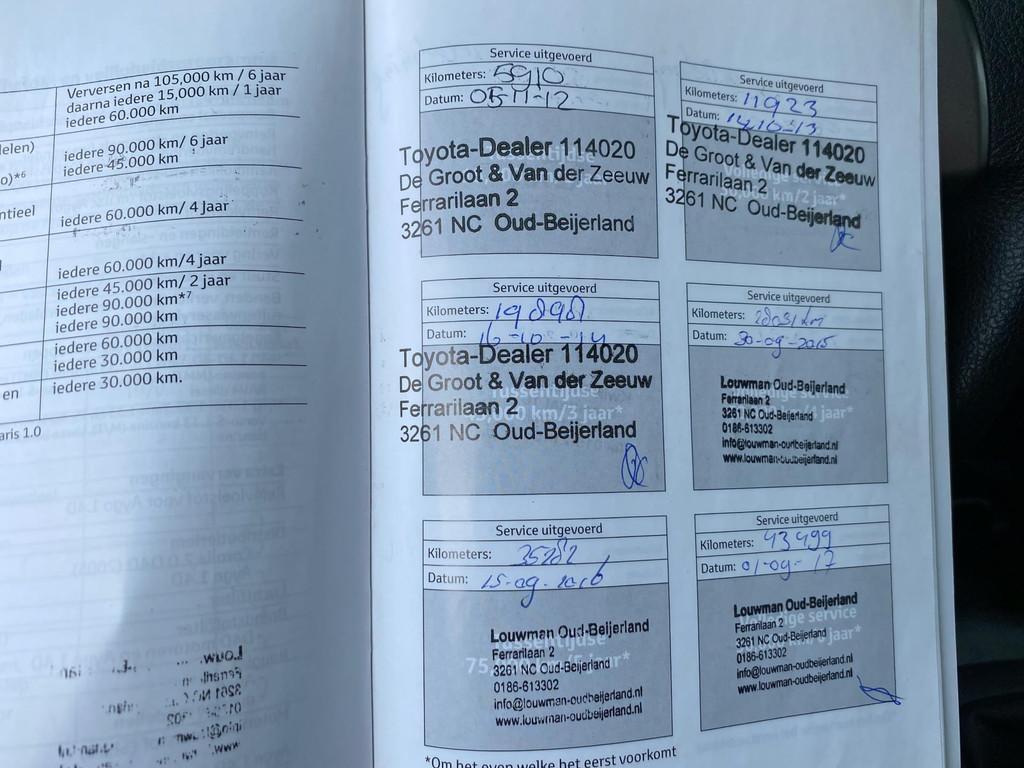 Verversen na 105,000 km / 6 jaar
daarna iedere 15,000 km / 1 jaar
iedere 60.000 km
iedere 90.000 km/ 6 jaar
iedere 45.000 km
iedere 60.000 km/ 4 jaar
iedere 60.000 km/4 jaar
iedere 45.000 km/ 2 jaar
iedere 90.000 km*7
iedere 90.000 km
iedere 60.000 km
iedere 30.000 km
en iedere 30.000 km.
Service uitgevoerd
Kilometers: 5910
Datum: 05-11-12
Toyota-Dealer 114020
De Groot & Van der Zeeuw
Ferrarilaan 2
3261 NC Oud-Beijerland
Service uitgevoerd
Kilometers: 11923
Datum: 14-10-13
Toyota-Dealer 114020
De Groot & Van der Zeeuw
Ferrarilaan 2
3261 NC Oud-Beijerland
Service uitgevoerd
Kilometers: 19898
Datum: 16-10-14
Toyota-Dealer 114020
De Groot & Van der Zeeuw
Ferrarilaan 2
3261 NC Oud-Beijerland
Service uitgevoerd
Kilometers: 28031 km
Datum: 30-09-2015
Louwman Oud-Beijerland
Ferrarilaan 2
3261 NC Oud-Beijerland
0186-613302
info@louwman-oudbeijerland.nl
www.louwman-oudbeijerland.nl
Service uitgevoerd
Kilometers: 35282
Datum: 15-09-2016
Louwman Oud-Beijerland
Ferrarilaan 2
3261 NC Oud-Beijerland
0186-613302
info@louwman-oudbeijerland.nl
www.louwman-oudbeijerland.nl
Service uitgevoerd
Kilometers: 43499
Datum: 01-09-17
Louwman Oud-Beijerland
Ferrarilaan 2
3261 NC Oud-Beijerland
0186-613302
info@louwman-oudbeijerland.nl
www.louwman-oudbeijerland.nl
*Om het even welke het eerst voorkomt